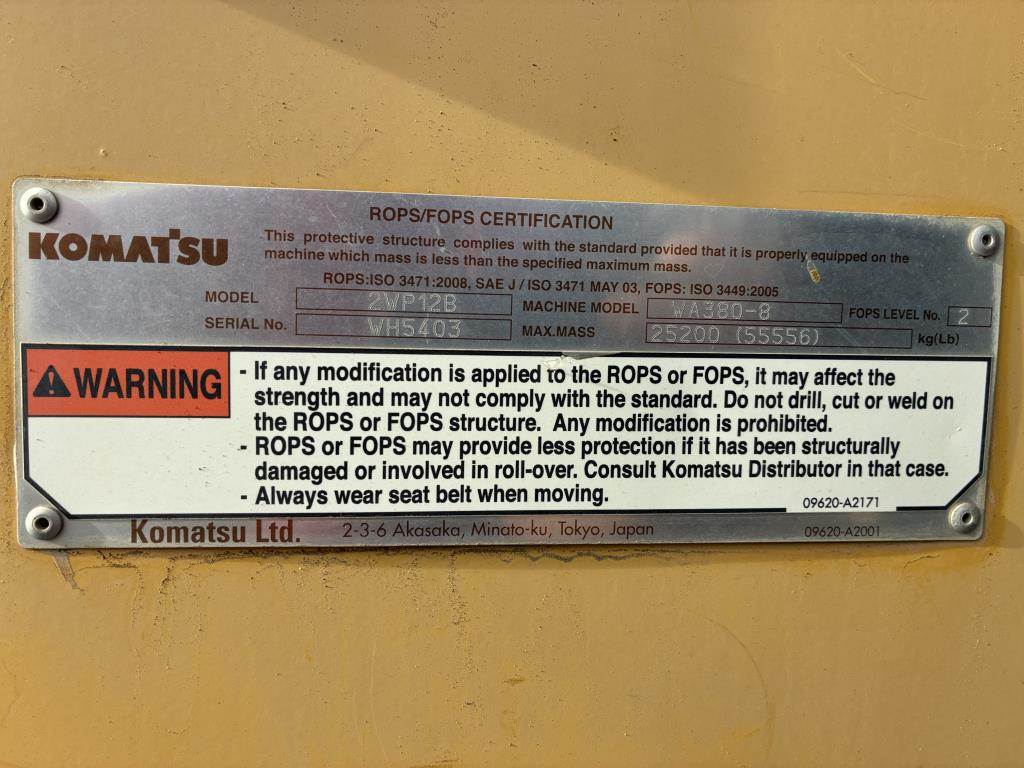 ROPS/FOPS CERTIFICATION
KOMATSU
This protective structure complies with the standard provided that it is properly equipped on the
machine which mass is less than the specified maximum mass.
ROPS:ISO 3471:2008, SAE J / ISO 3471 MAY 03, FOPS: ISO 3449:2005
MODEL 2WP12B MACHINE MODEL WA380-8 FOPS LEVEL No. 2
SERIAL No. WH5403 MAX.MASS 25200 (55556) kg(Lb)
WARNING
- If any modification is applied to the ROPS or FOPS, it may affect the
strength and may not comply with the standard. Do not drill, cut or weld on
the ROPS or FOPS structure. Any modification is prohibited.
- ROPS or FOPS may provide less protection if it has been structurally
damaged or involved in roll-over. Consult Komatsu Distributor in that case.
- Always wear seat belt when moving.
09620-A2171
Komatsu Ltd. 2-3-6 Akasaka, Minato-ku, Tokyo, Japan 09620-A2001